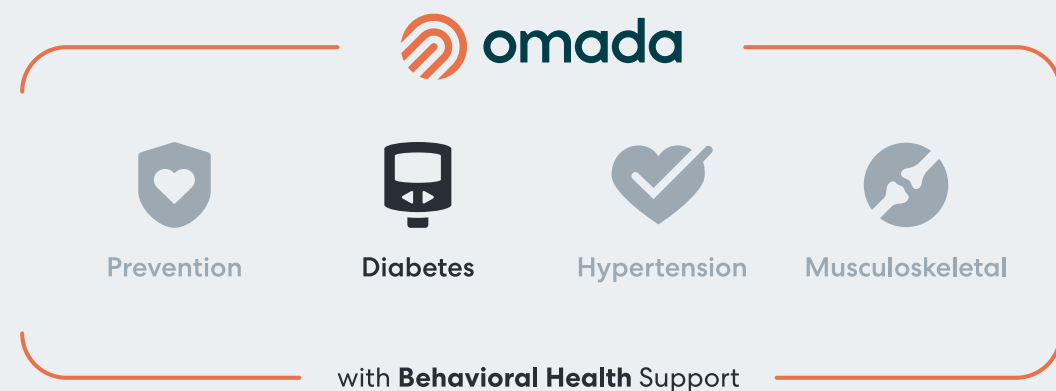 omada
Prevention Diabetes Hypertension Musculoskeletal
with Behavioral Health Support